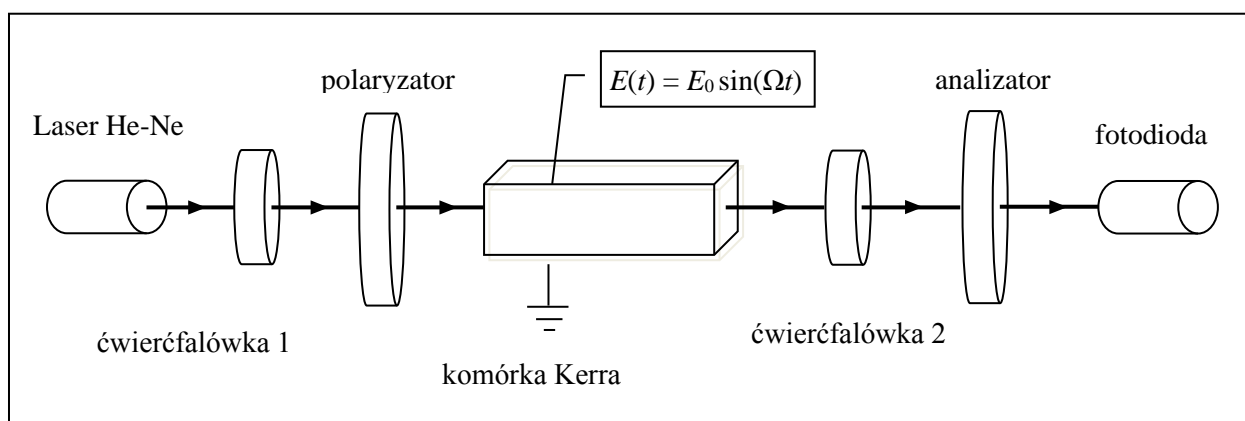 E(t) = E₀ sin(Ωt)
polaryzator
analizator
Laser He-Ne
fotodioda
ćwierćfalówka 1
ćwierćfalówka 2
komórka Kerra